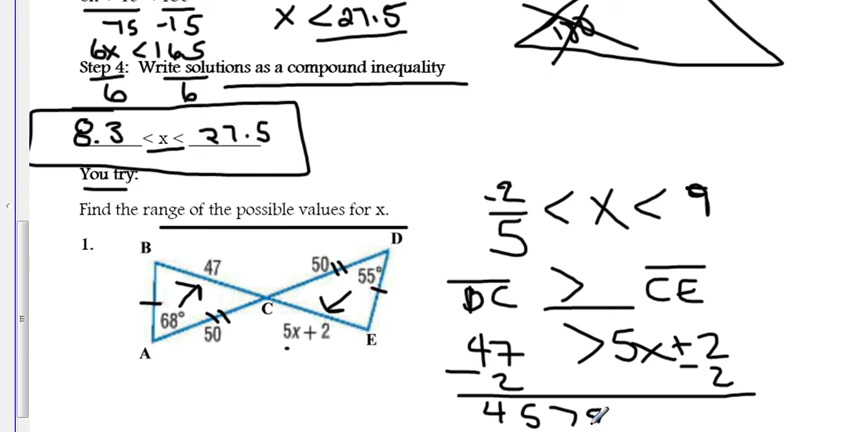 -15 -15
6x < 165
x < 27.5
Step 4: Write solutions as a compound inequality
6 6
8.3 < x < 27.5
You try:
Find the range of the possible values for x.
1.
B
47
50
D
55°
C
68°
50
5x + 2
E
A
-2/5 < x < 9
DC > CE
47 > 5x + 2
- 2 - 2
45 >